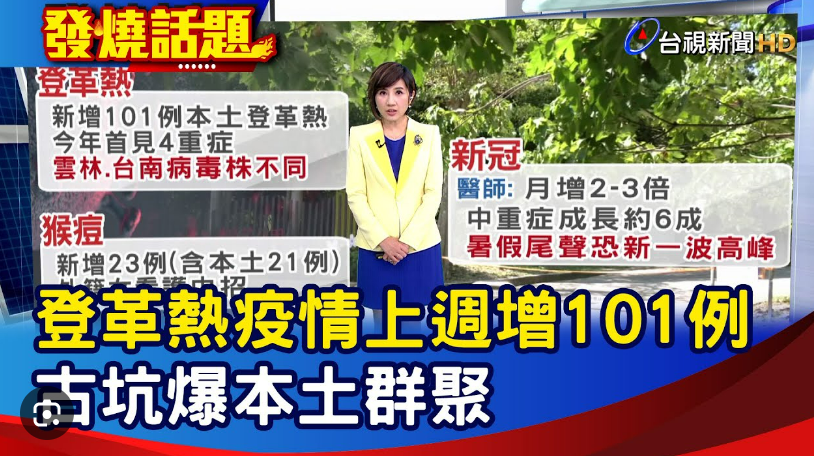 發燒話題
台視新聞HD
登革熱
新增101例本土登革熱
今年首見4重症
雲林.台南病毒株不同
新冠
醫師: 月增2-3倍
中重症成長約6成
暑假尾聲恐新一波高峰
猴痘
新增23例(含本土21例)
登革熱疫情上週增101例
古坑爆本土群聚